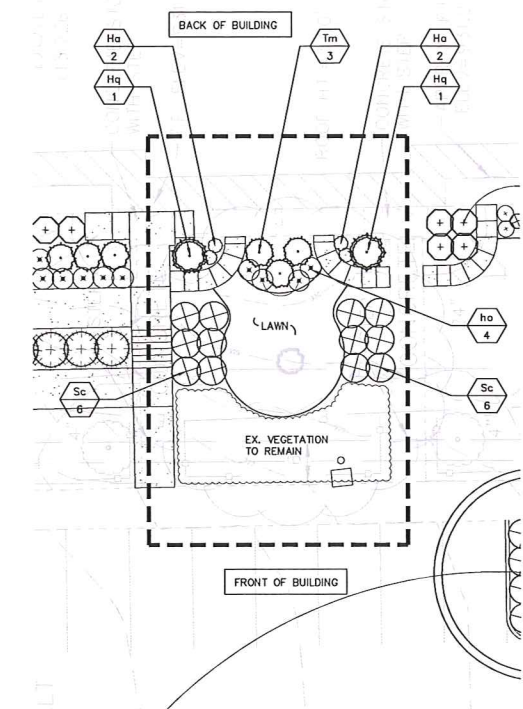 BACK OF BUILDING
Ha
2
Tm
3
Ha
2
Hq
1
Hq
1
LAWN
ho
4
Sc
6
Sc
6
EX. VEGETATION
TO REMAIN
FRONT OF BUILDING